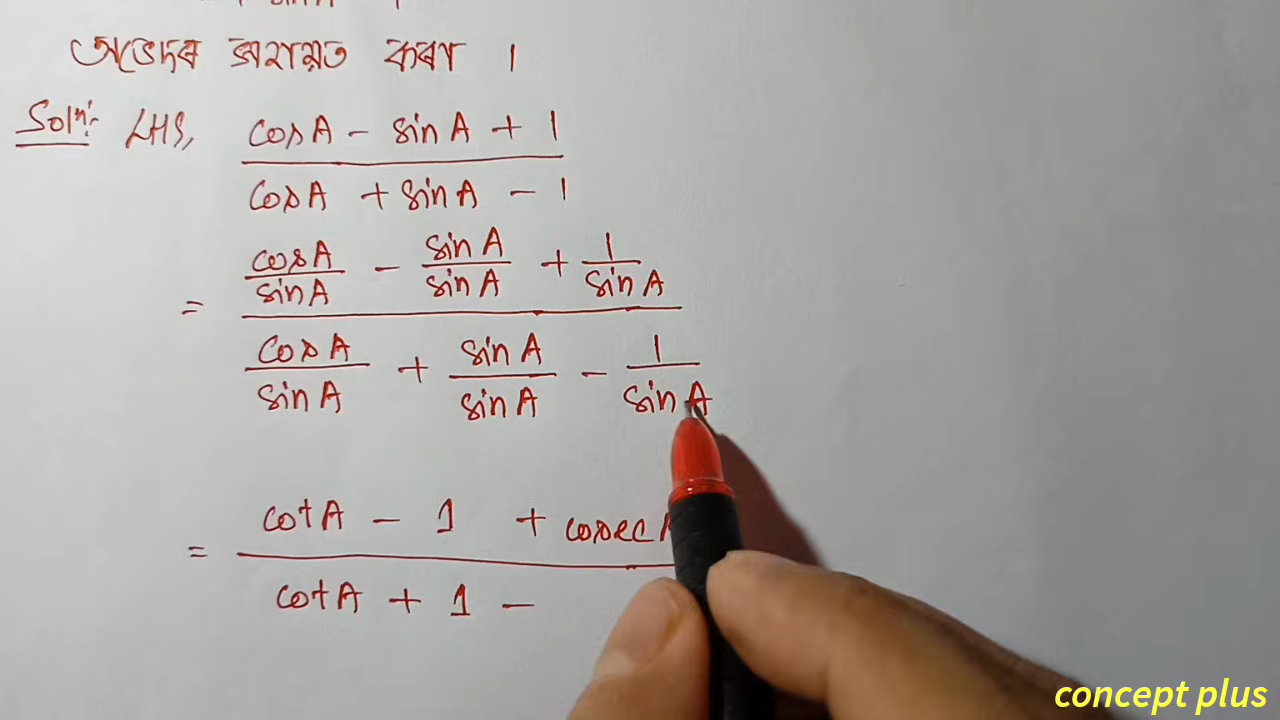 অভেদৰ সহায়ত কৰা ।
Solⁿ:- LHS, cosA - sinA + 1
cosA + sinA - 1
cosA/sinA - sinA/sinA + 1/sinA
=
cosA/sinA + sinA/sinA - 1/sinA
cotA - 1 + cosec
=
cotA + 1 -
concept plus